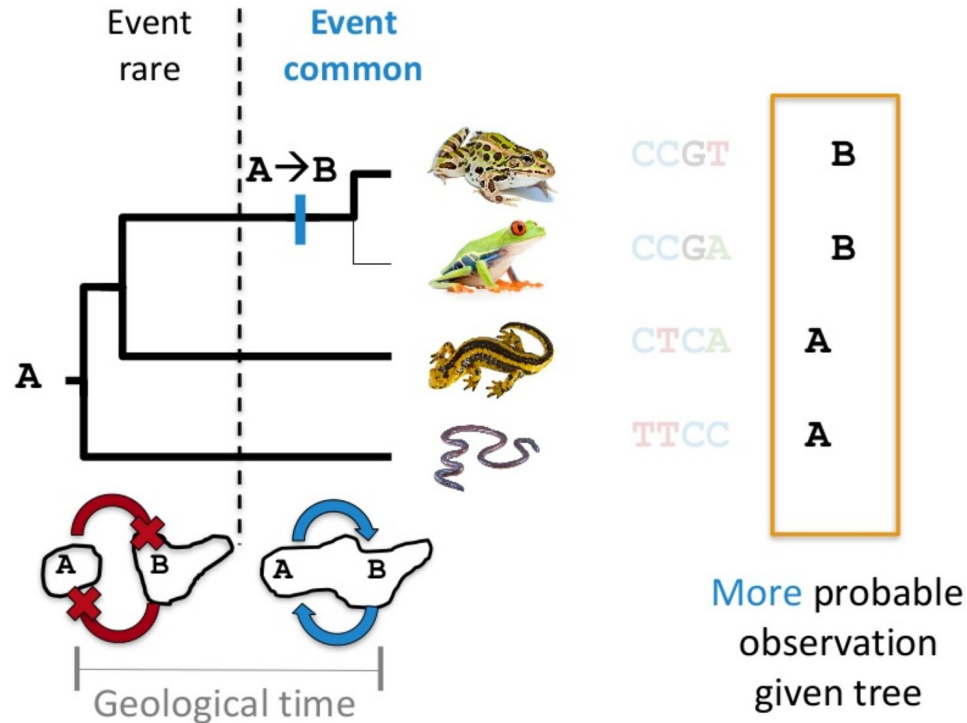 Event
rare
Event
common
A→B
A
CCGT
B
CCGA
B
CTCA
A
TTCC
A
A
B
A
B
Geological time
More probable
observation
given tree